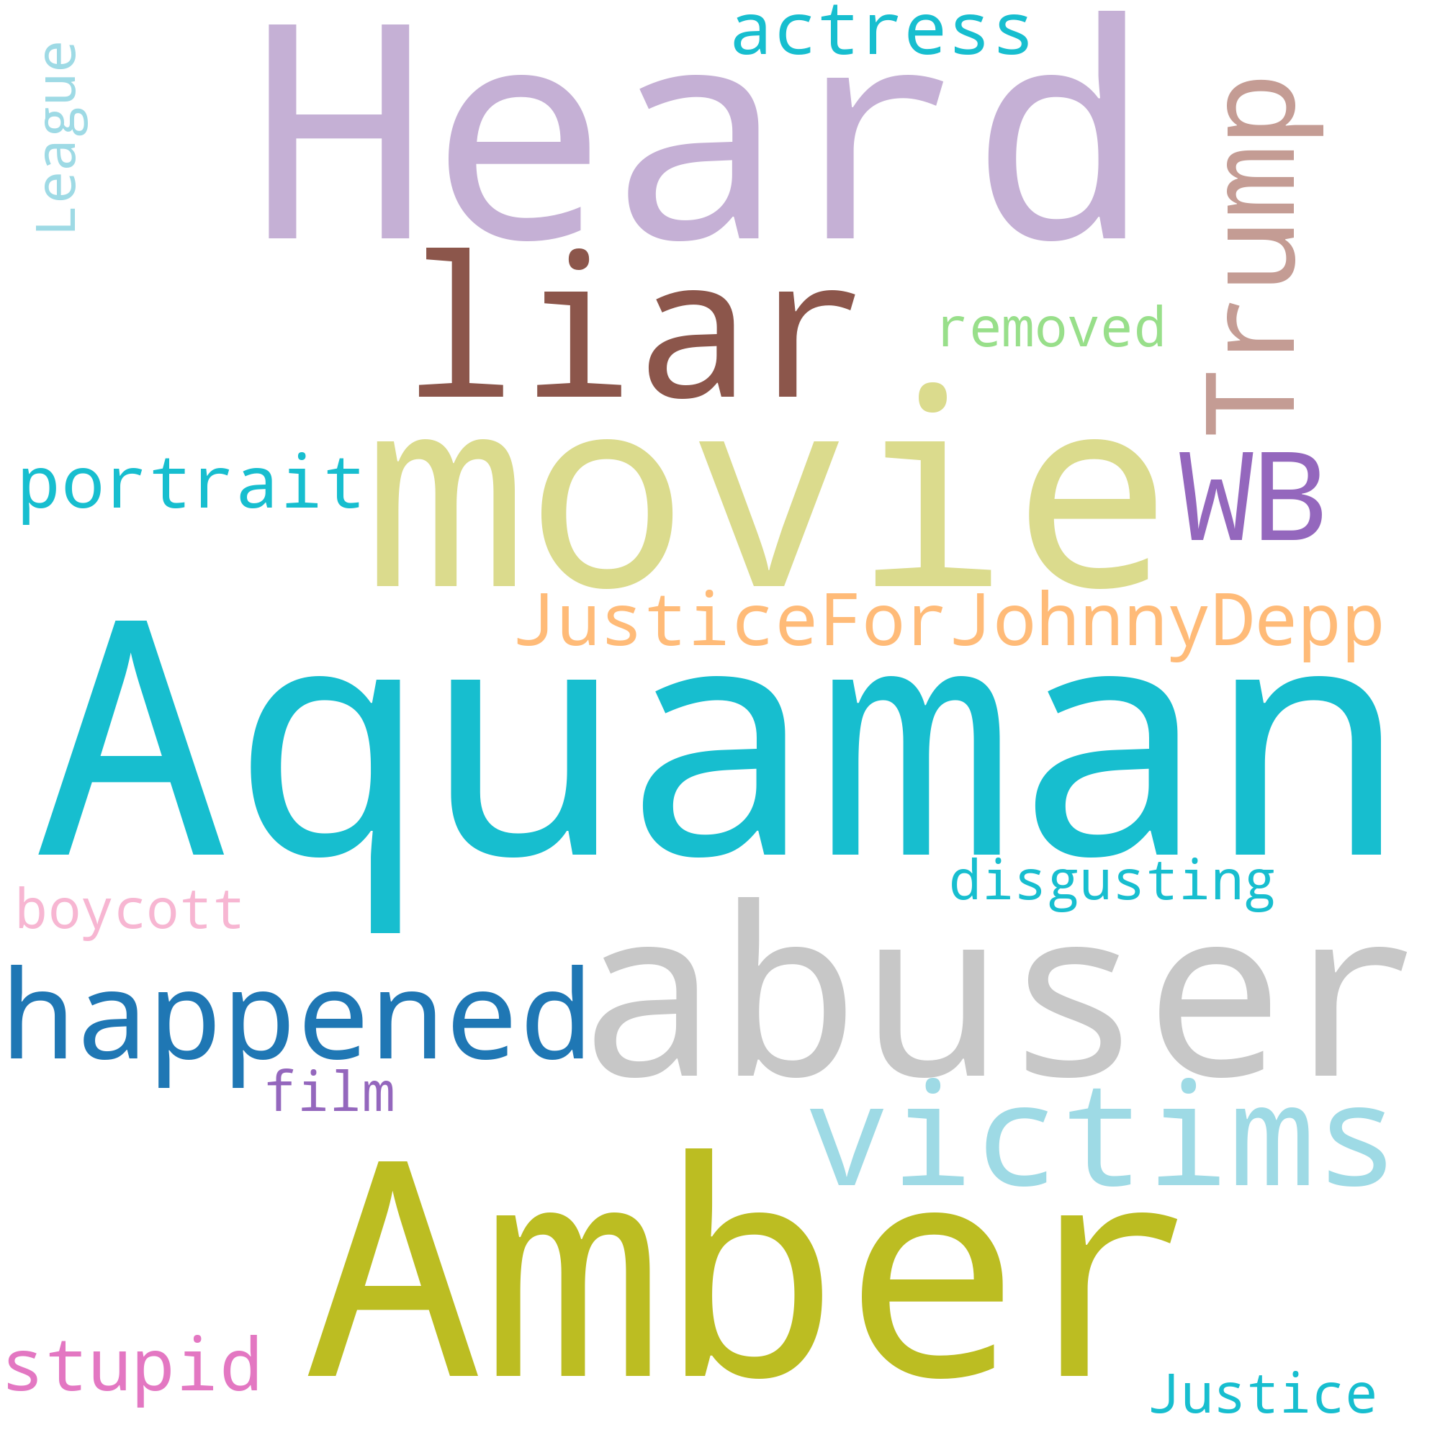 actress
League
Heard
Trump
liar
removed
movie
portrait
WB
JusticeForJohnnyDepp
Aquaman
disgusting
boycott
abuser
happened
film
victims
Amber
stupid
Justice